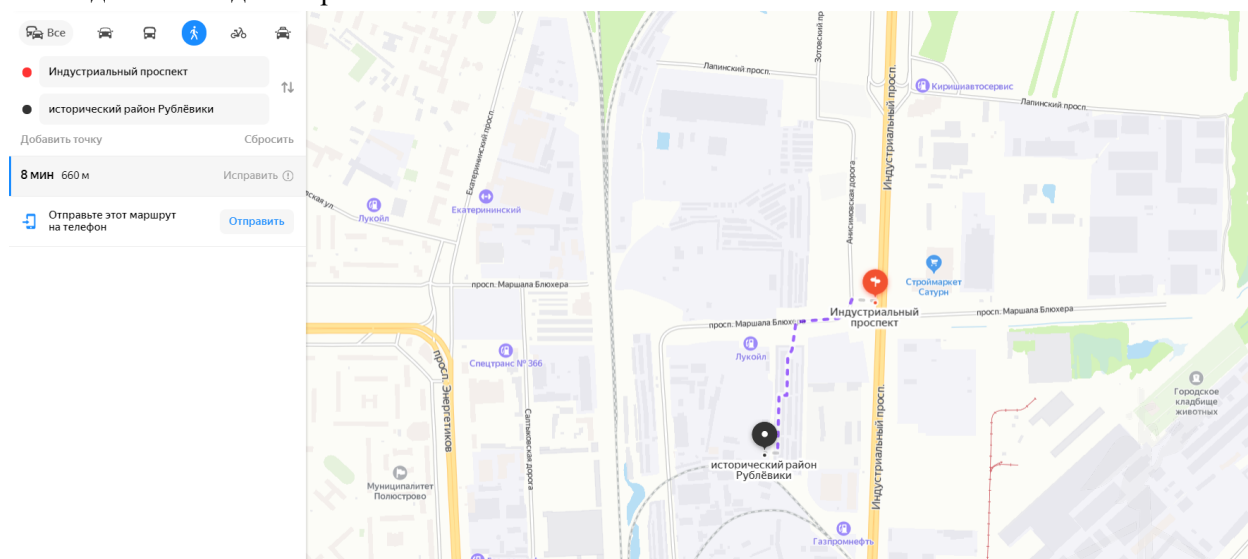 Все
Индустриальный проспект
исторический район Рублёвики
Добавить точку
Сбросить
8 мин 660 м
Исправить
Отправьте этот маршрут
на телефон
Отправить
Лапинский просп.
Зотовский пр
Индустриальный просп.
Киришиавтосервис
Лапинский просп.
Екатерининский просп.
Лукойл
Екатерининский
Анисимовская дорога
Строймаркет
Сатурн
просп. Маршала Блюхера
Индустриальный
проспект
просп. Маршала Блюхера
просп. Маршала Блюхера
просп. Энергетиков
Спецтранс № 366
Лукойл
Городское
кладбище
животных
Салтыковская дорога
Индустриальный просп.
исторический район
Рублёвики
Муниципалитет
Полюстрово
Газпромнефть